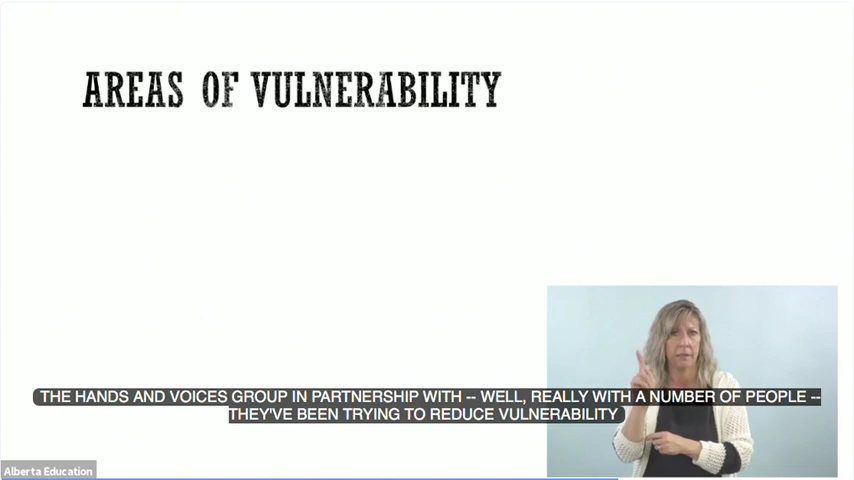 AREAS OF VULNERABILITY
THE HANDS AND VOICES GROUP IN PARTNERSHIP WITH -- WELL, REALLY WITH A NUMBER OF PEOPLE --
THEY'VE BEEN TRYING TO REDUCE VULNERABILITY
Alberta Education